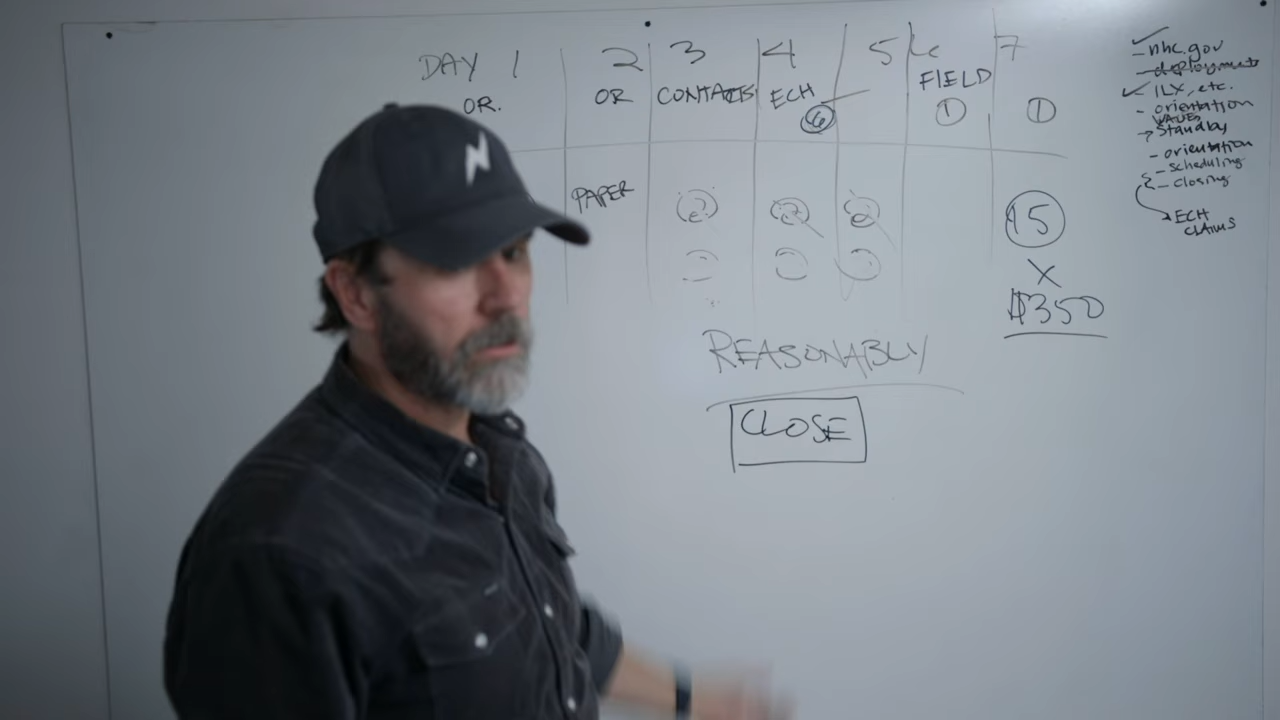 DAY 1 2 3 4 5 6 7
OR. OR CONTACTS ECH FIELD
6 1 1
PAPER 2 2 2
15
X
$350
REASONABLY
CLOSE
- nhc.gov
- deployments
ILX, etc.
- orientation
WAVES
→ Standby
- orientation
- scheduling
- closing
ECH
CLAIMS